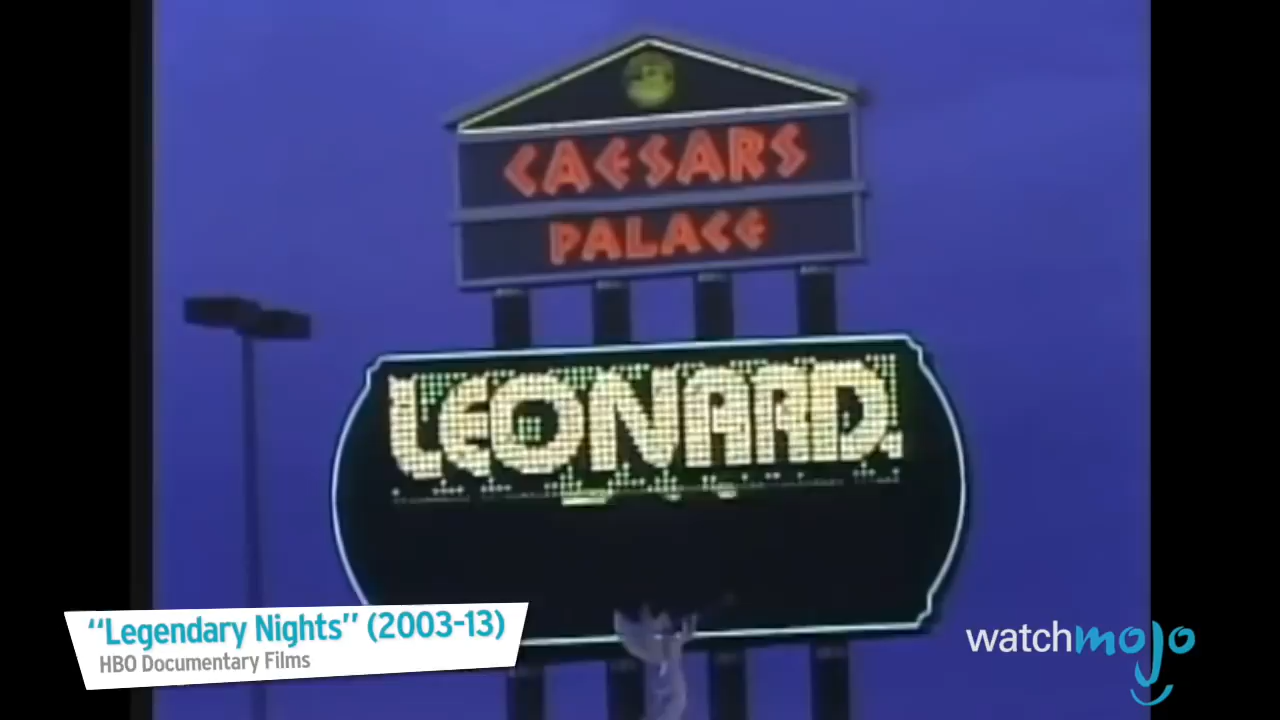 CAESARS
PALACE
LEONARD.
“Legendary Nights” (2003-13)
HBO Documentary Films
watchmojo